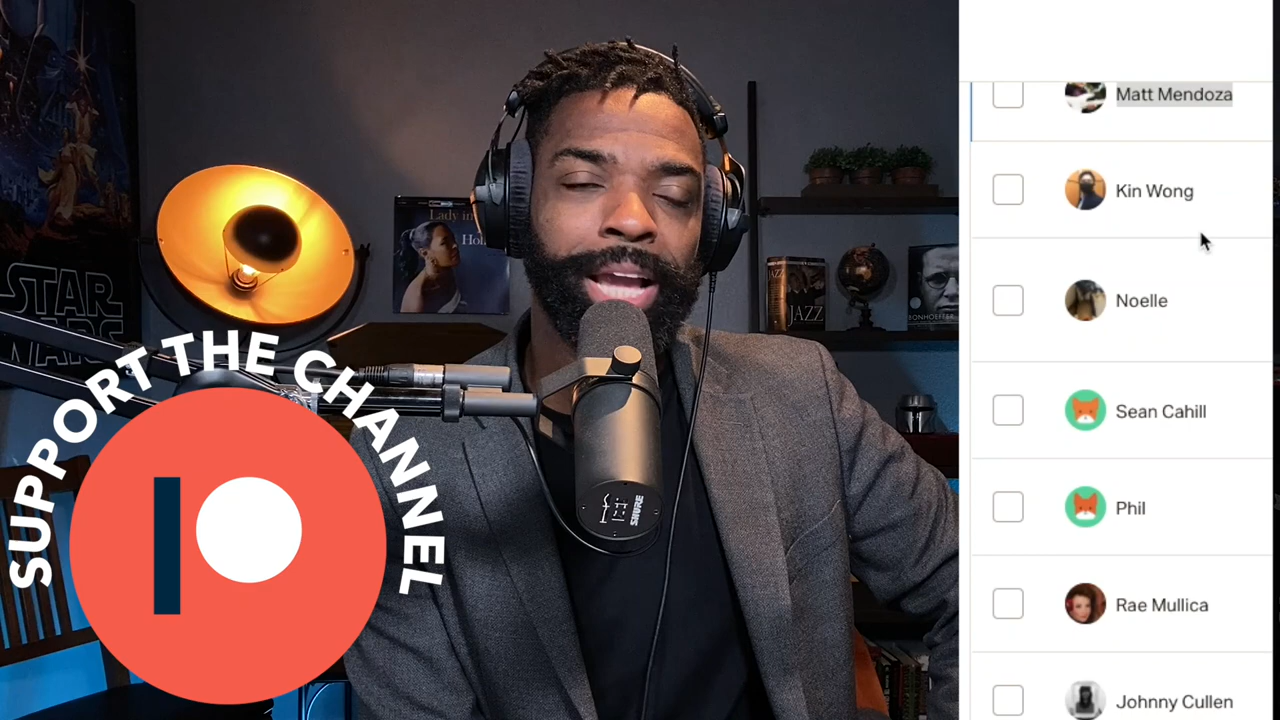 STAR
WARS
SUPPORT THE CHANNEL
Lady in
Hol
JAZZ
BONHOEFFER
SHURE
Matt Mendoza
Kin Wong
Noelle
Sean Cahill
Phil
Rae Mullica
Johnny Cullen